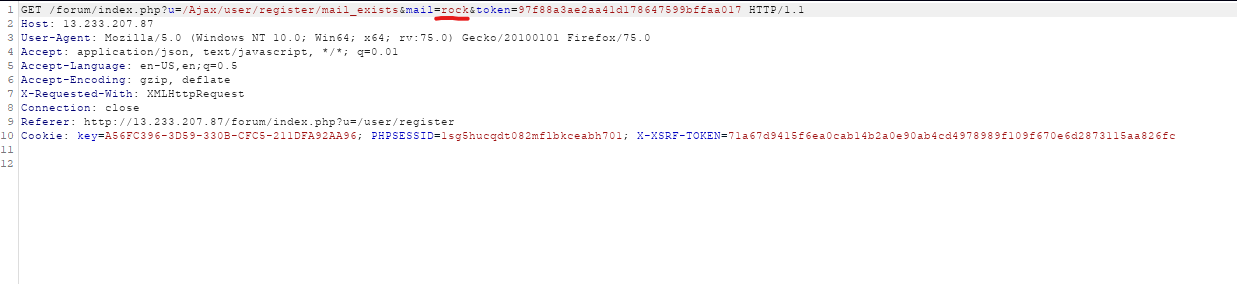 1 GET /forum/index.php?u=/Ajax/user/register/mail_exists&mail=rock&token=97f88a3ae2aa41d178647599bffaa017 HTTP/1.1
2 Host: 13.233.207.87
3 User-Agent: Mozilla/5.0 (Windows NT 10.0; Win64; x64; rv:75.0) Gecko/20100101 Firefox/75.0
4 Accept: application/json, text/javascript, */*; q=0.01
5 Accept-Language: en-US,en;q=0.5
6 Accept-Encoding: gzip, deflate
7 X-Requested-With: XMLHttpRequest
8 Connection: close
9 Referer: http://13.233.207.87/forum/index.php?u=/user/register
10 Cookie: key=A56FC396-3D59-330B-CFC5-211DFA92AA96; PHPSESSID=lsg5hucqdt082mflbkceabh701; X-XSRF-TOKEN=71a67d9415f6ea0cab14b2a0e90ab4cd4978989f109f670e6d2873115aa826fc
11
12